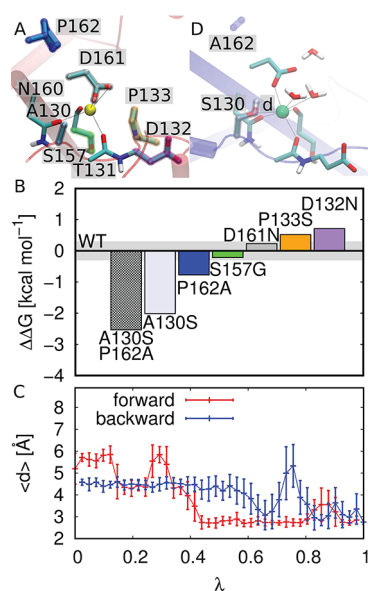 A
P162
D161
N160
A130
P133
D132
S157
T131
D
A162
S130
d
B
ΔΔG [kcal mol⁻¹]
2
1
0
-1
-2
-3
-4
WT
D132N
P133S
D161N
S157G
P162A
A130S
A130S
P162A
C
<d> [Å]
9
8
7
6
5
4
3
2
forward
backward
0 0.2 0.4 0.6 0.8 1
λ